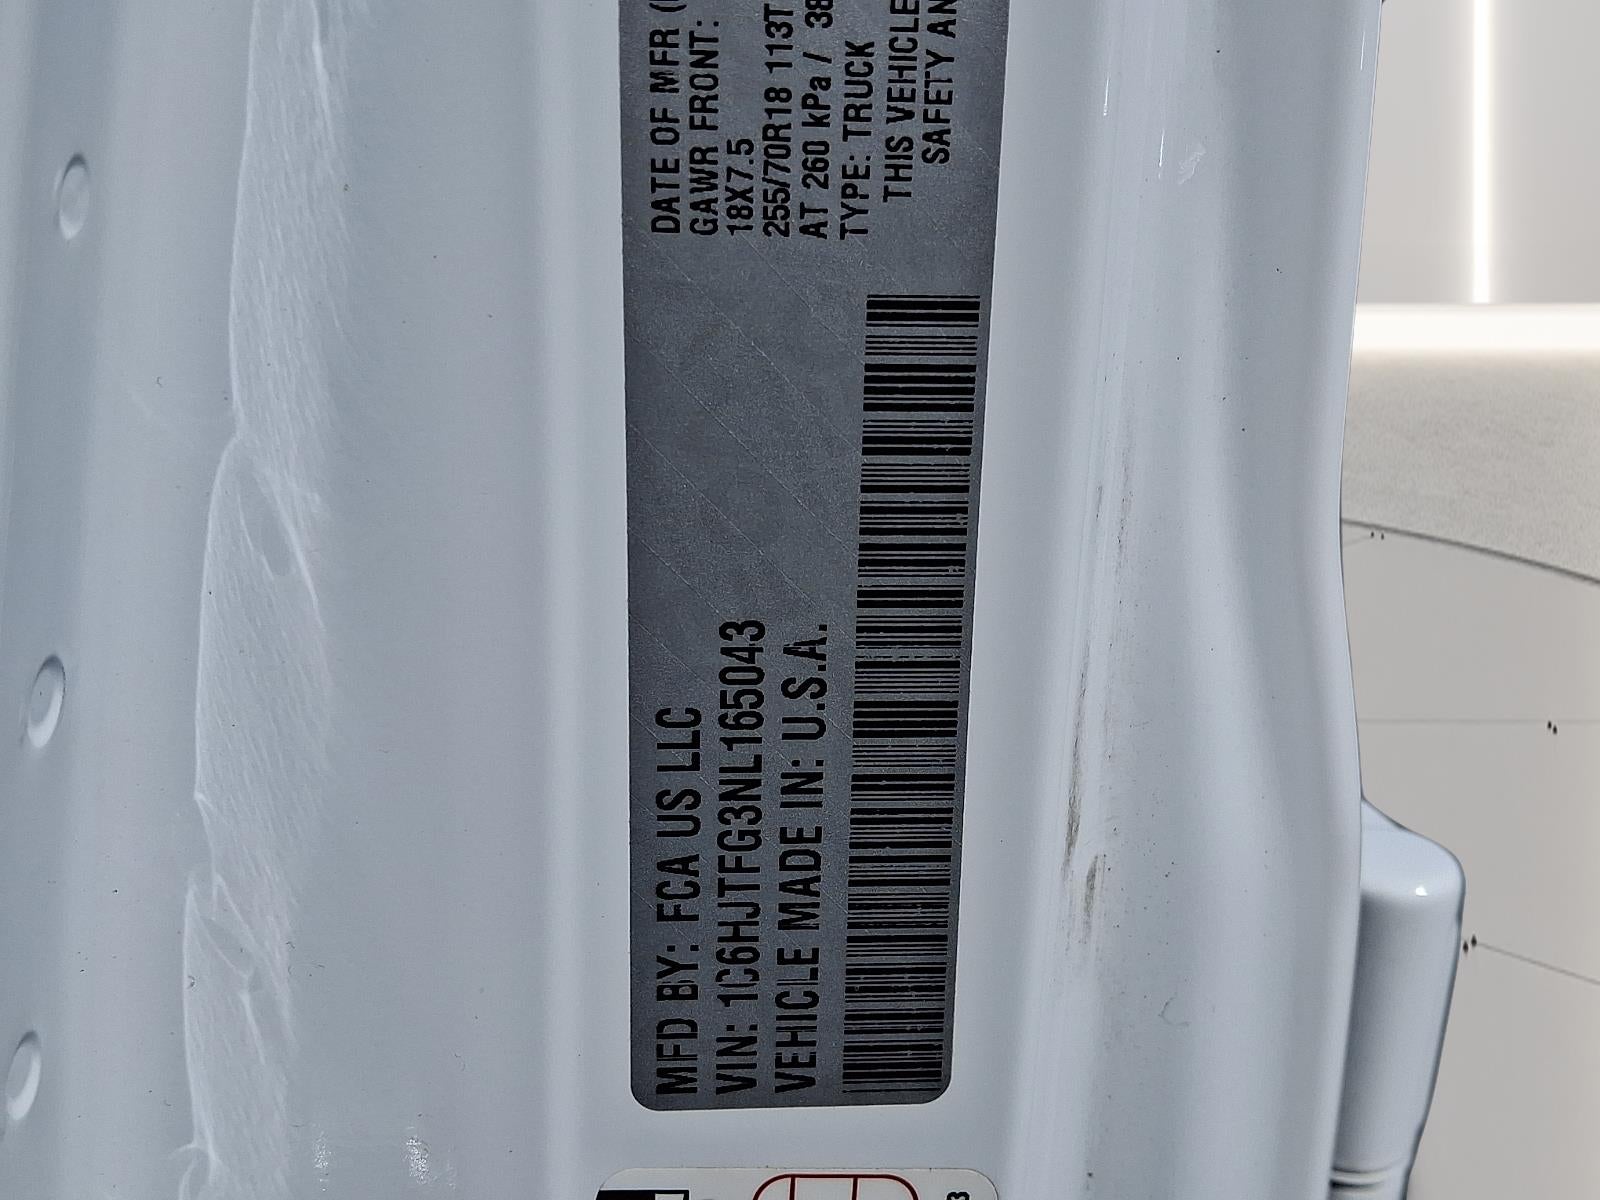 MFD BY: FCA US LLC
VIN: 1C6HJTFG3NL165043
VEHICLE MADE IN: U.S.A.
DATE OF MFR
GAWR FRONT:
18X7.5
255/70R18 113T
AT 260 kPa / 38
TYPE: TRUCK
THIS VEHICLE
SAFETY AN